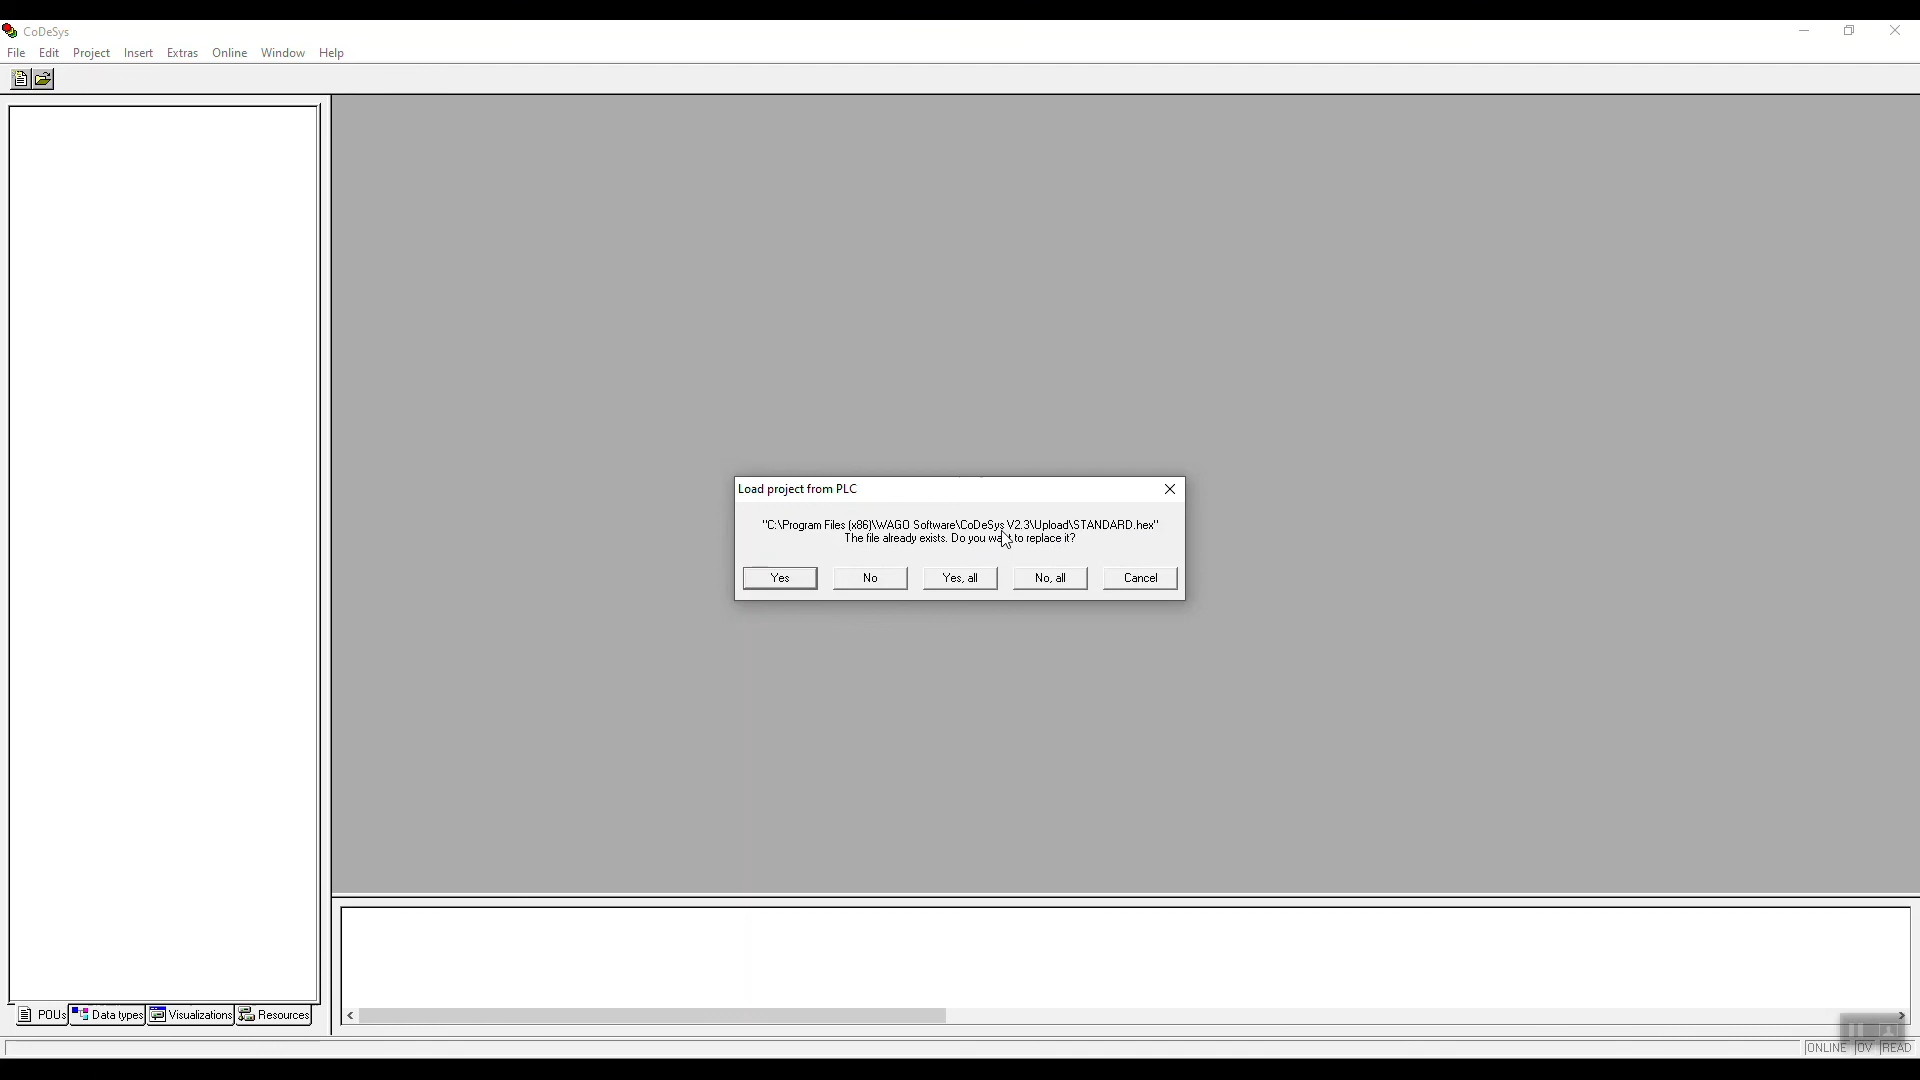 CoDeSys
File Edit Project Insert Extras Online Window Help
Load project from PLC
"C:\Program Files (x86)\WAGO Software\CoDeSys V2.3\Upload\STANDARD.hex"
The file already exists. Do you want to replace it?
Yes No Yes, all No, all Cancel
POUs Data types Visualizations Resources
ONLINE OV READ